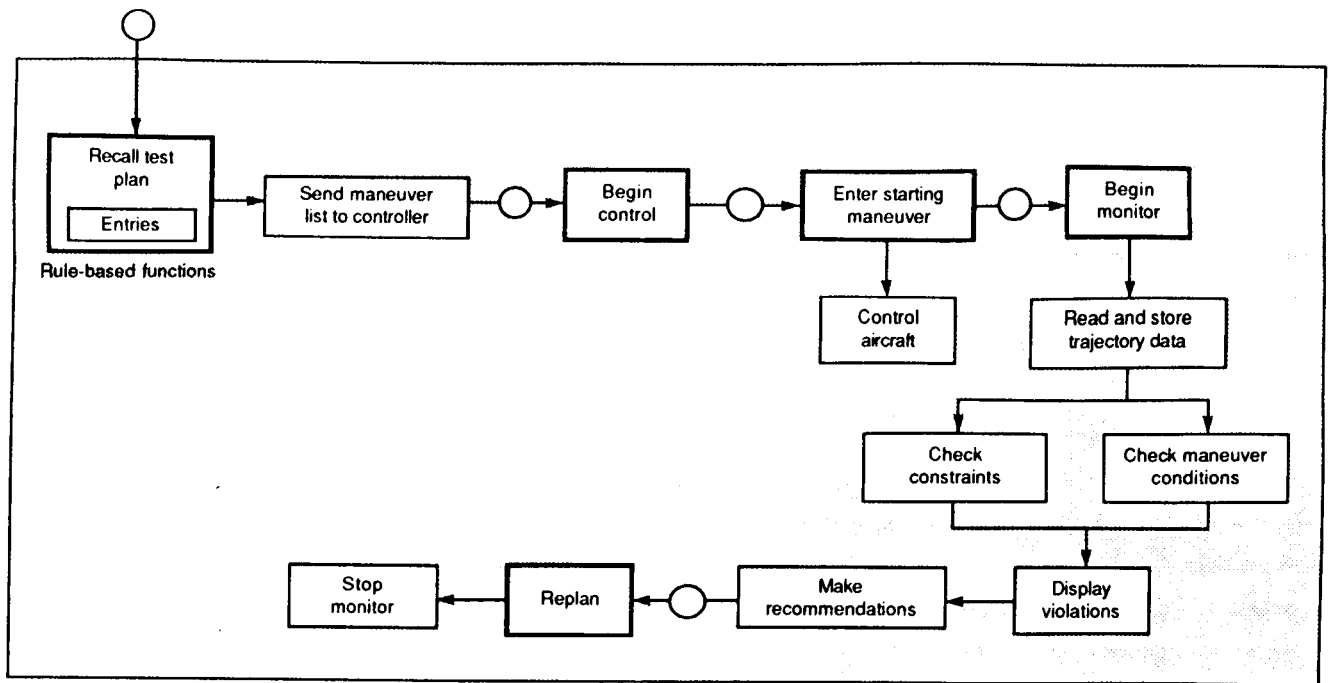 Recall test
plan
Entries
Rule-based functions
Send maneuver
list to controller
Begin
control
Enter starting
maneuver
Begin
monitor
Control
aircraft
Read and store
trajectory data
Check
constraints
Check maneuver
conditions
Stop
monitor
Replan
Make
recommendations
Display
violations